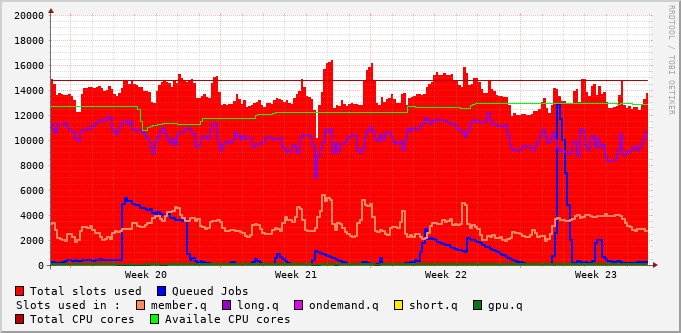 20000
18000
16000
14000
12000
10000
8000
6000
4000
2000
0
Week 20 Week 21 Week 22 Week 23
RRDTOOL / TOBI OETIKER
Total slots used Queued Jobs
Slots used in : member.q long.q ondemand.q short.q gpu.q
Total CPU cores Availale CPU cores